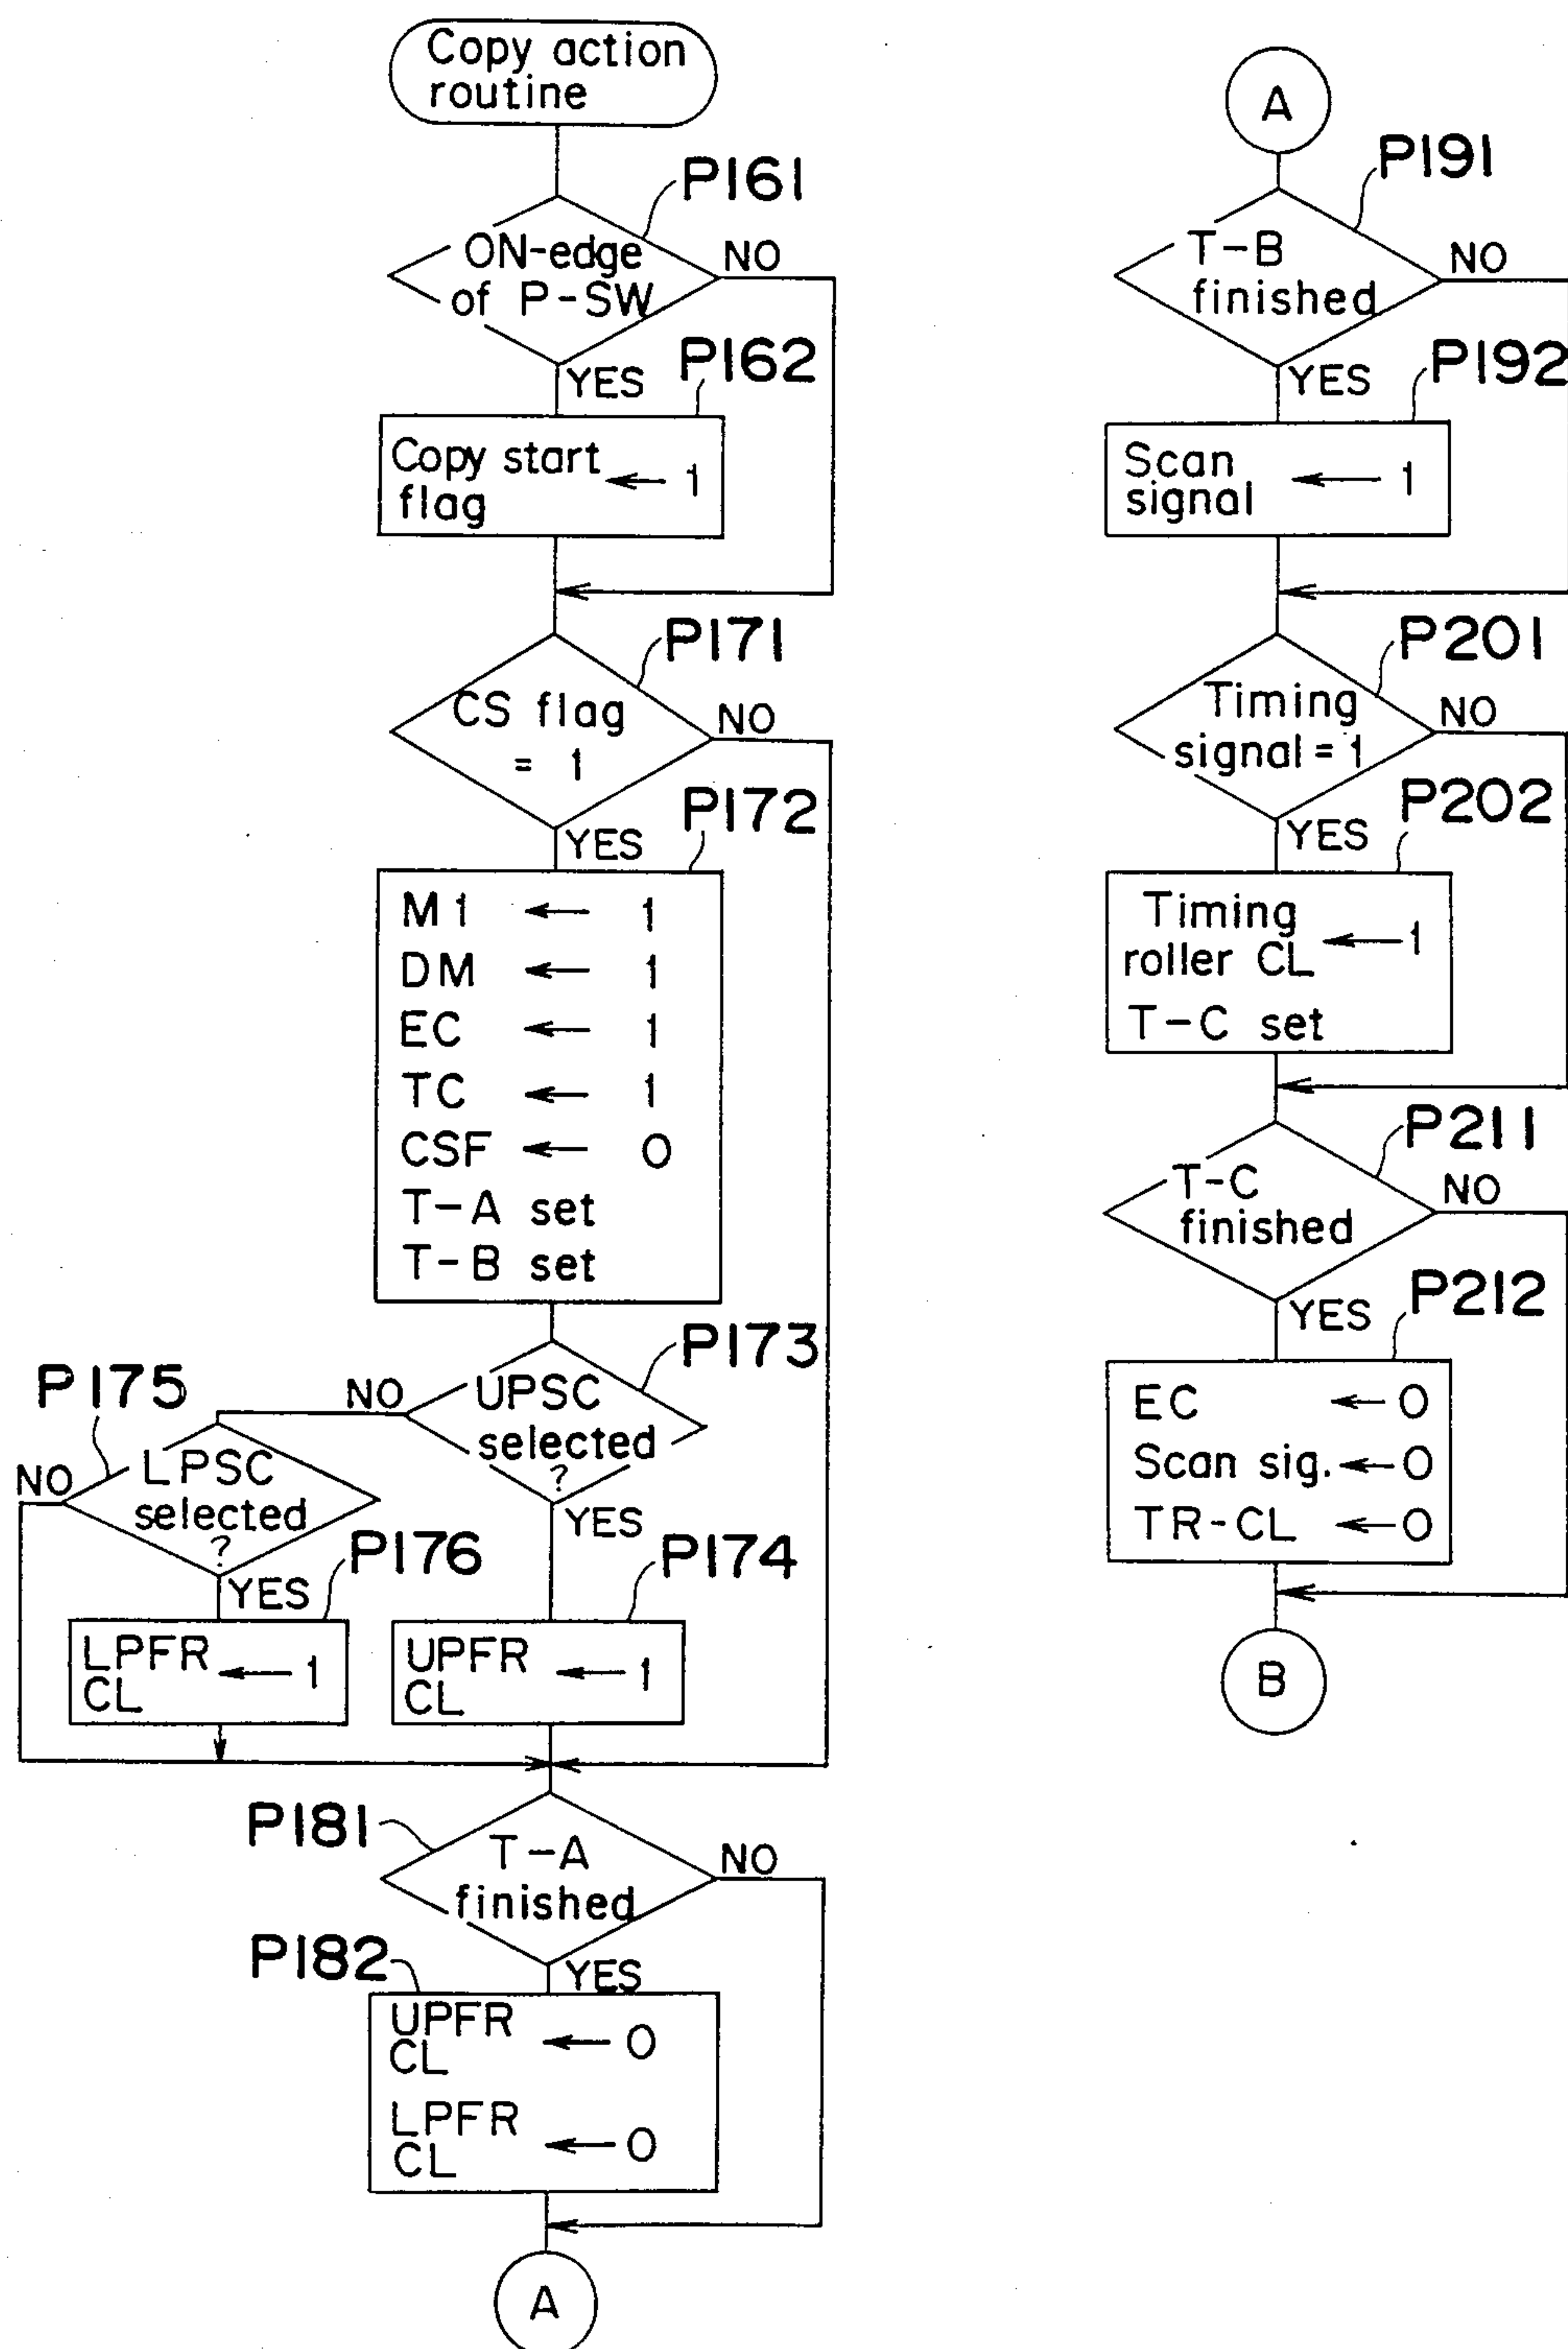 Copy action
routine
P161
ON-edge
of P-SW
NO
YES
P162
Copy start
flag ← 1
P171
CS flag
= 1
NO
YES
P172
M1 ← 1
DM ← 1
EC ← 1
TC ← 1
CSF ← 0
T-A set
T-B set
P173
UPSC
selected
?
NO
YES
P175
LPSC
selected
?
NO
YES
P176
LPFR
CL ← 1
P174
UPFR
CL ← 1
P181
T-A
finished
NO
YES
P182
UPFR
CL ← 0
LPFR
CL ← 0
A
A
P191
T-B
finished
NO
YES
P192
Scan
signal ← 1
P201
Timing
signal = 1
NO
YES
P202
Timing
roller CL ← 1
T-C set
P211
T-C
finished
NO
YES
P212
EC ← 0
Scan sig. ← 0
TR-CL ← 0
B